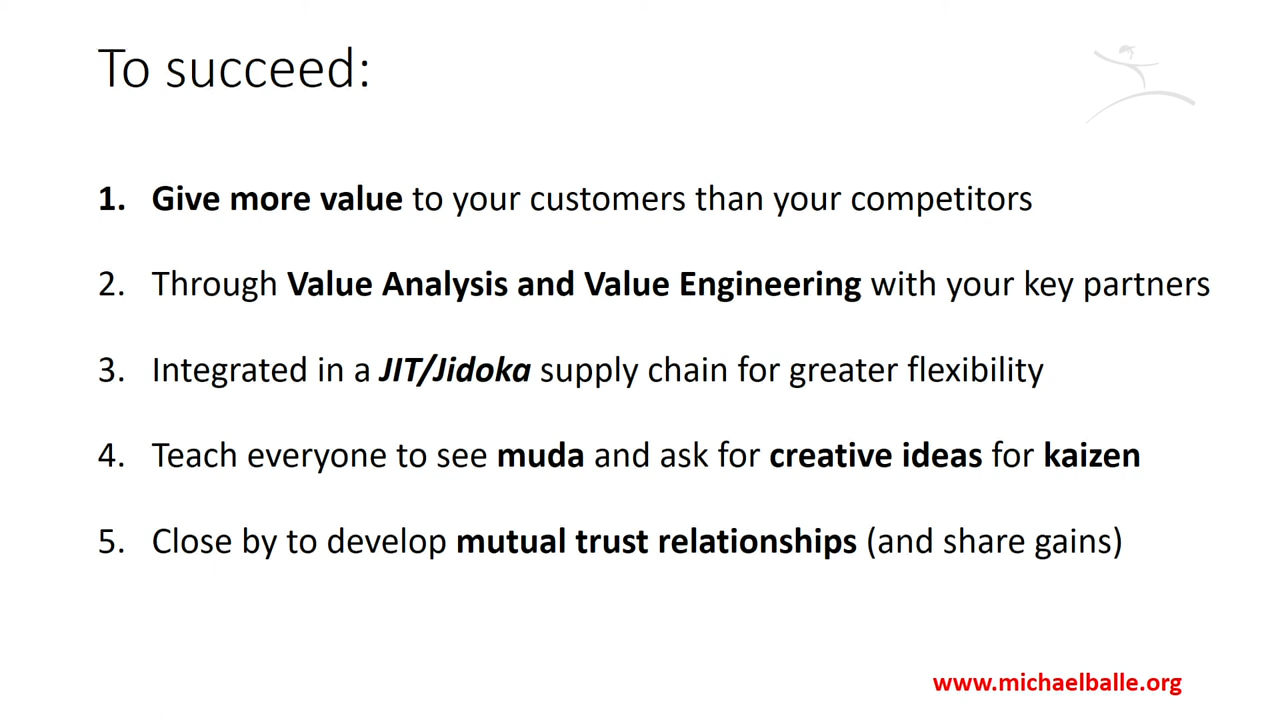 To succeed:
1. Give more value to your customers than your competitors
2. Through Value Analysis and Value Engineering with your key partners
3. Integrated in a JIT/Jidoka supply chain for greater flexibility
4. Teach everyone to see muda and ask for creative ideas for kaizen
5. Close by to develop mutual trust relationships (and share gains)
www.michaelballe.org